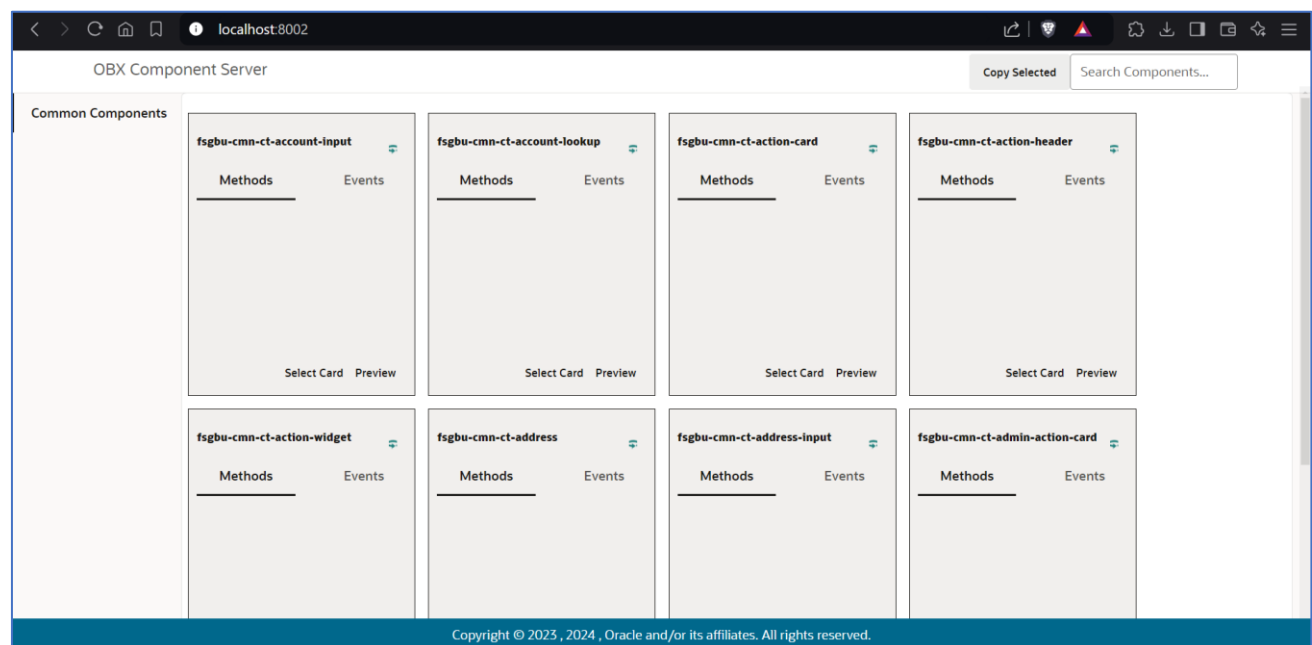 localhost:8002
OBX Component Server
Copy Selected
Search Components...
Common Components
fsgbu-cmn-ct-account-input
Methods Events
Select Card Preview
fsgbu-cmn-ct-account-lookup
Methods Events
Select Card Preview
fsgbu-cmn-ct-action-card
Methods Events
Select Card Preview
fsgbu-cmn-ct-action-header
Methods Events
Select Card Preview
fsgbu-cmn-ct-action-widget
Methods Events
fsgbu-cmn-ct-address
Methods Events
fsgbu-cmn-ct-address-input
Methods Events
fsgbu-cmn-ct-admin-action-card
Methods Events
Copyright © 2023 , 2024 , Oracle and/or its affiliates. All rights reserved.